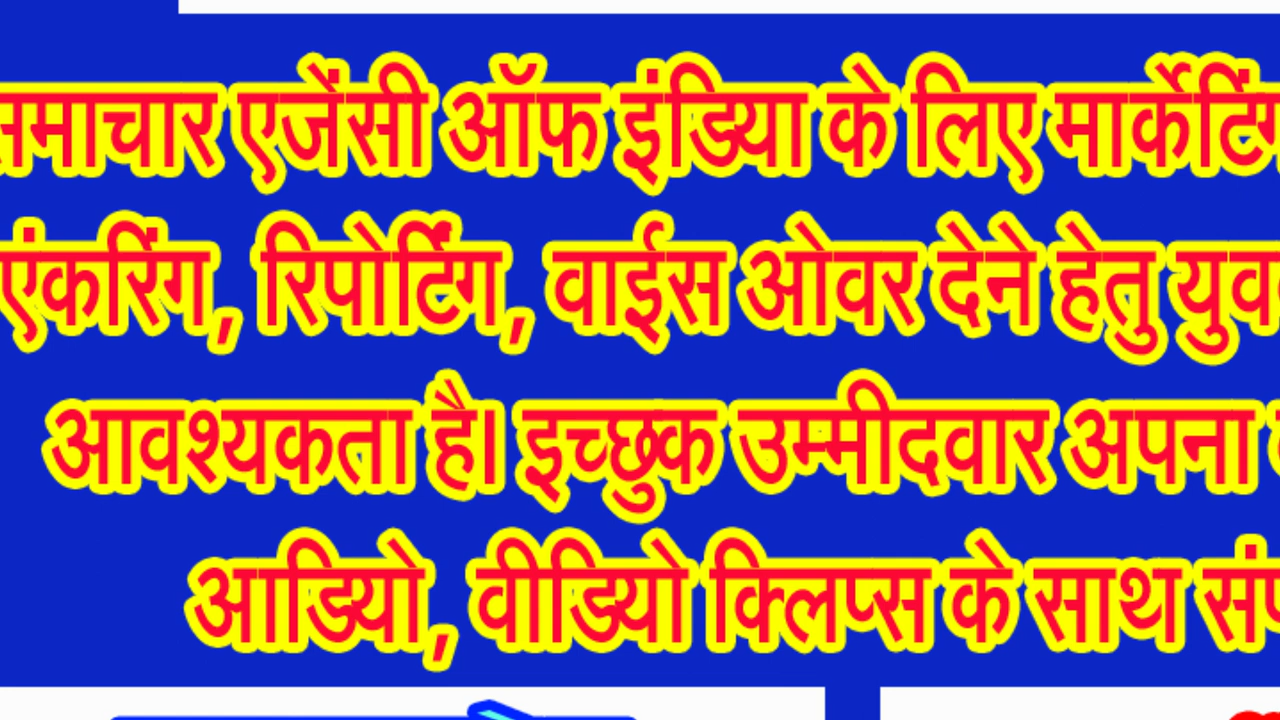 समाचार एजेंसी ऑफ इंडिया के लिए मार्केटिंग
एंकरिंग, रिपोर्टिंग, वाईस ओवर देने हेतु युव
आवश्यकता है। इच्छुक उम्मीदवार अपना
आडियो, वीडियो क्लिप्स के साथ संप